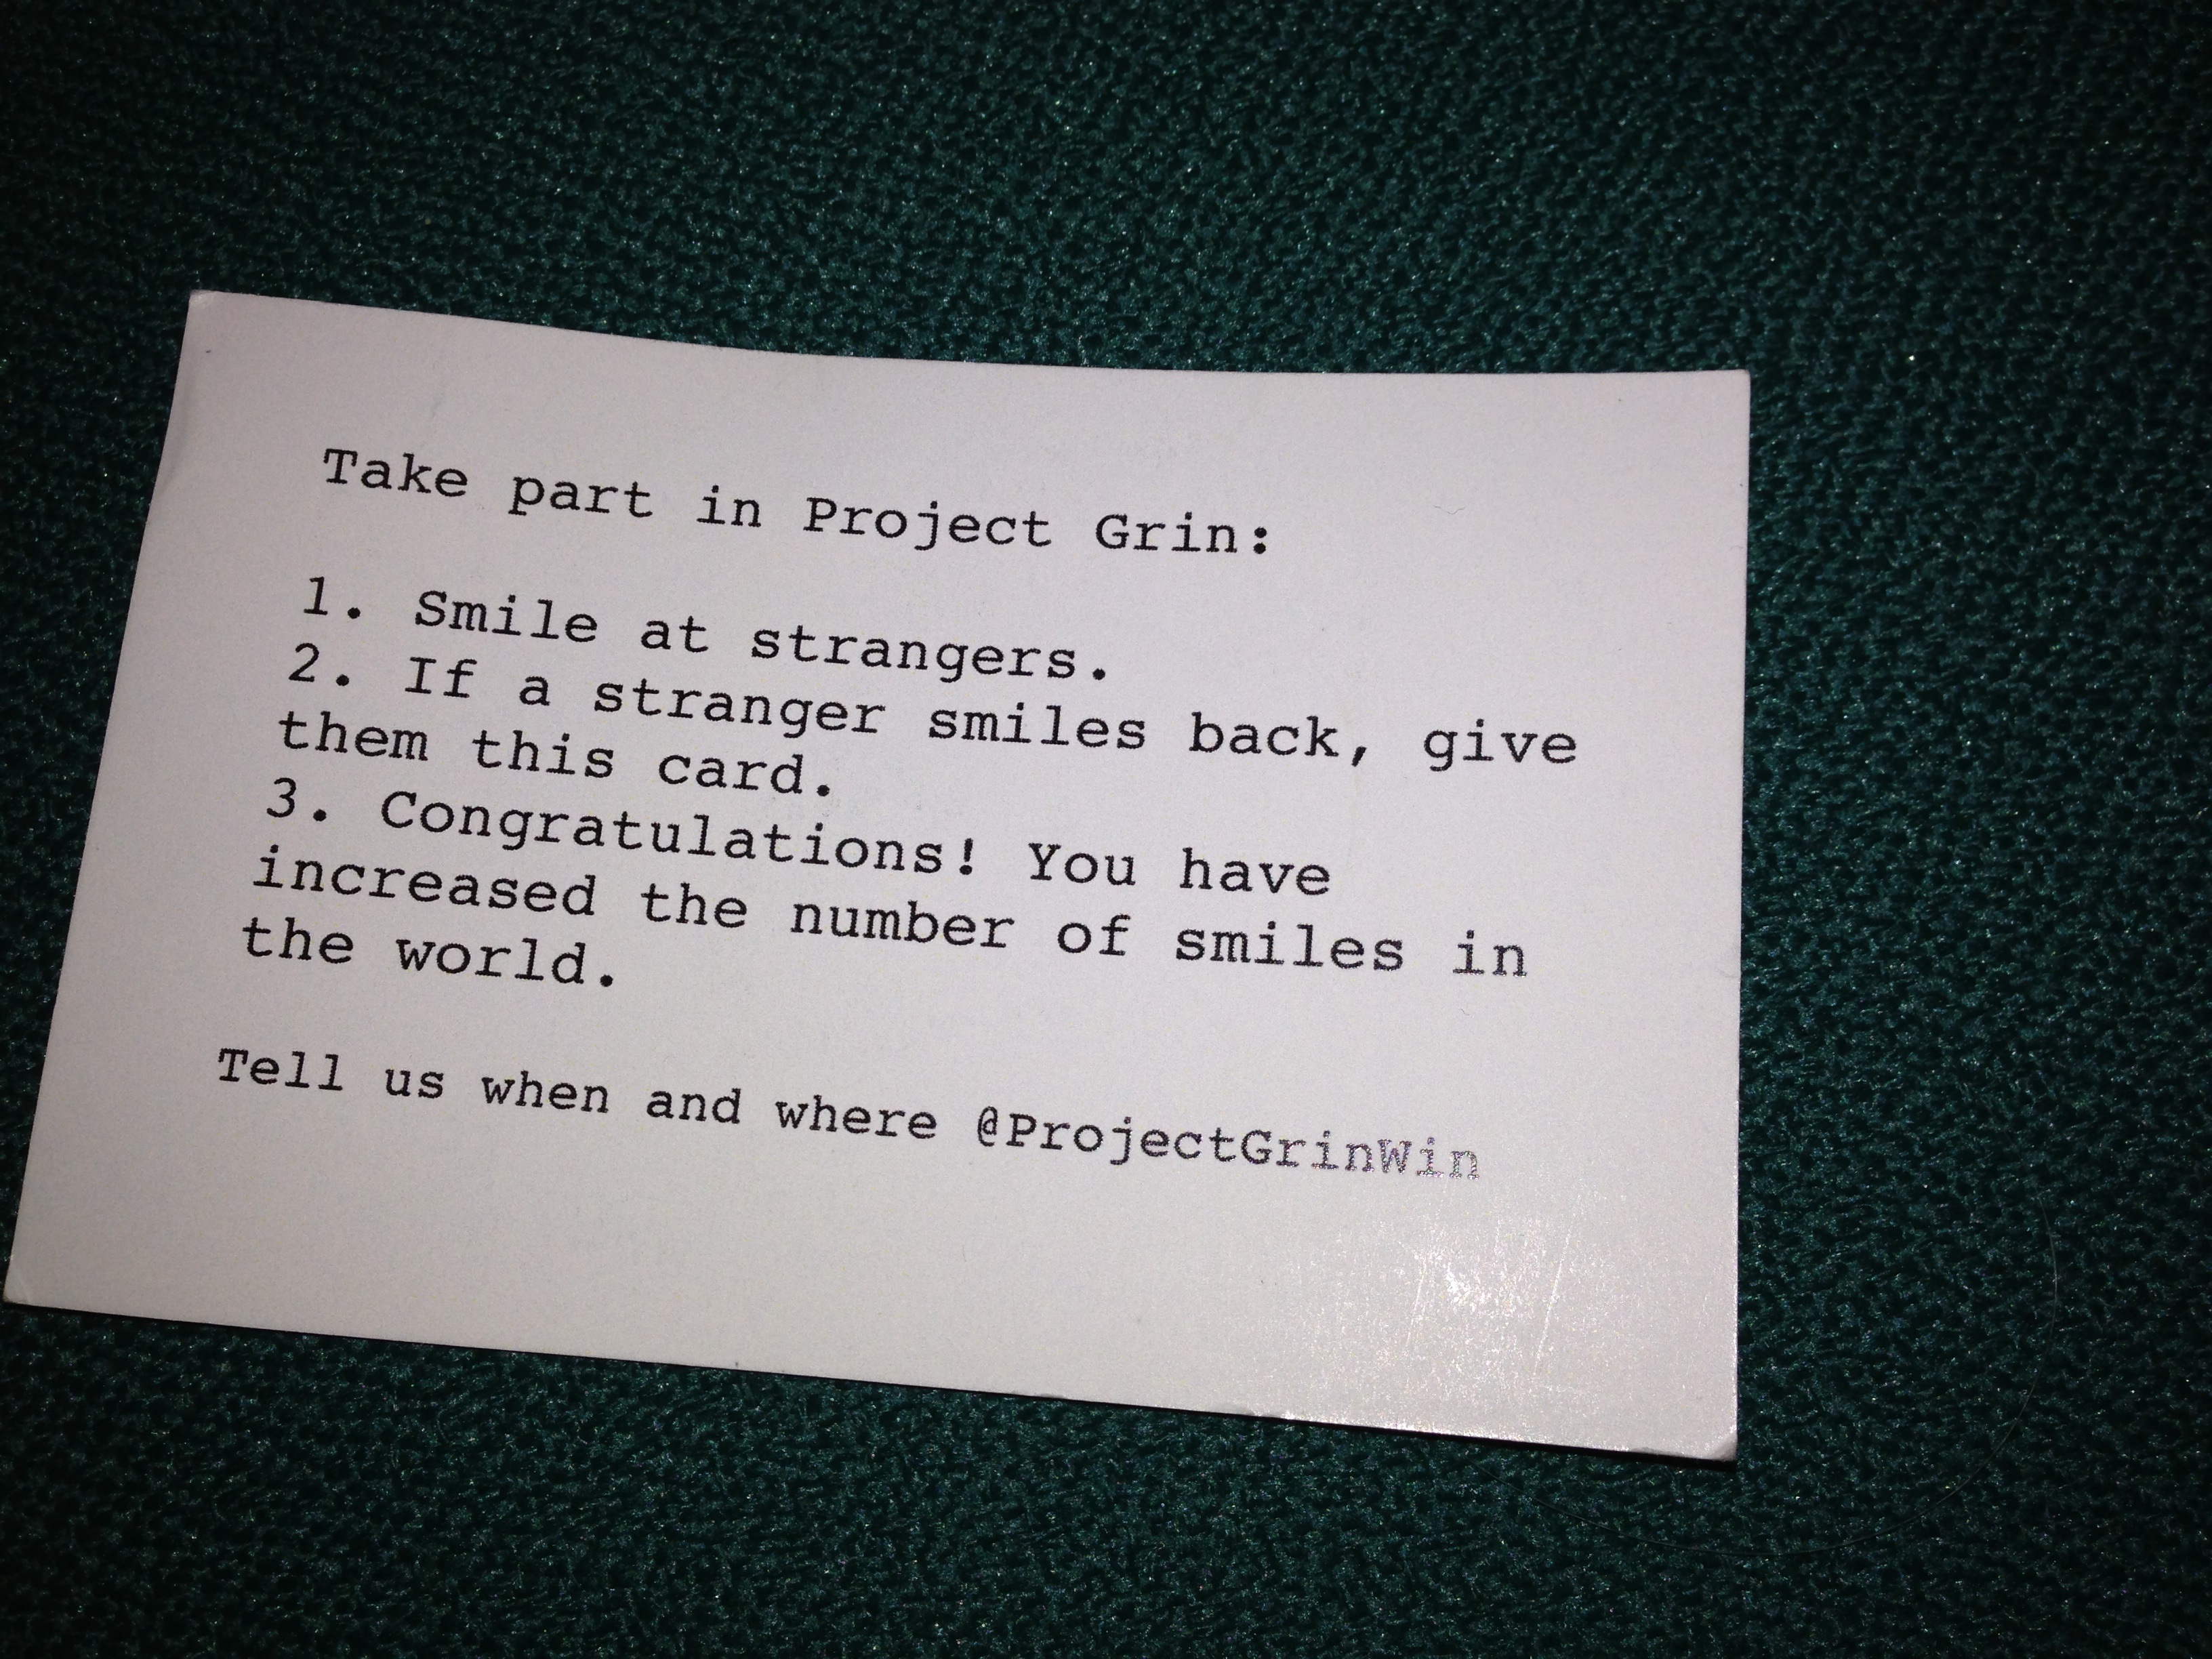 Take part in Project Grin:
1. Smile at strangers.
2. If a stranger smiles back, give
them this card.
3. Congratulations! You have
increased the number of smiles in
the world.
Tell us when and where @ProjectGrinWin